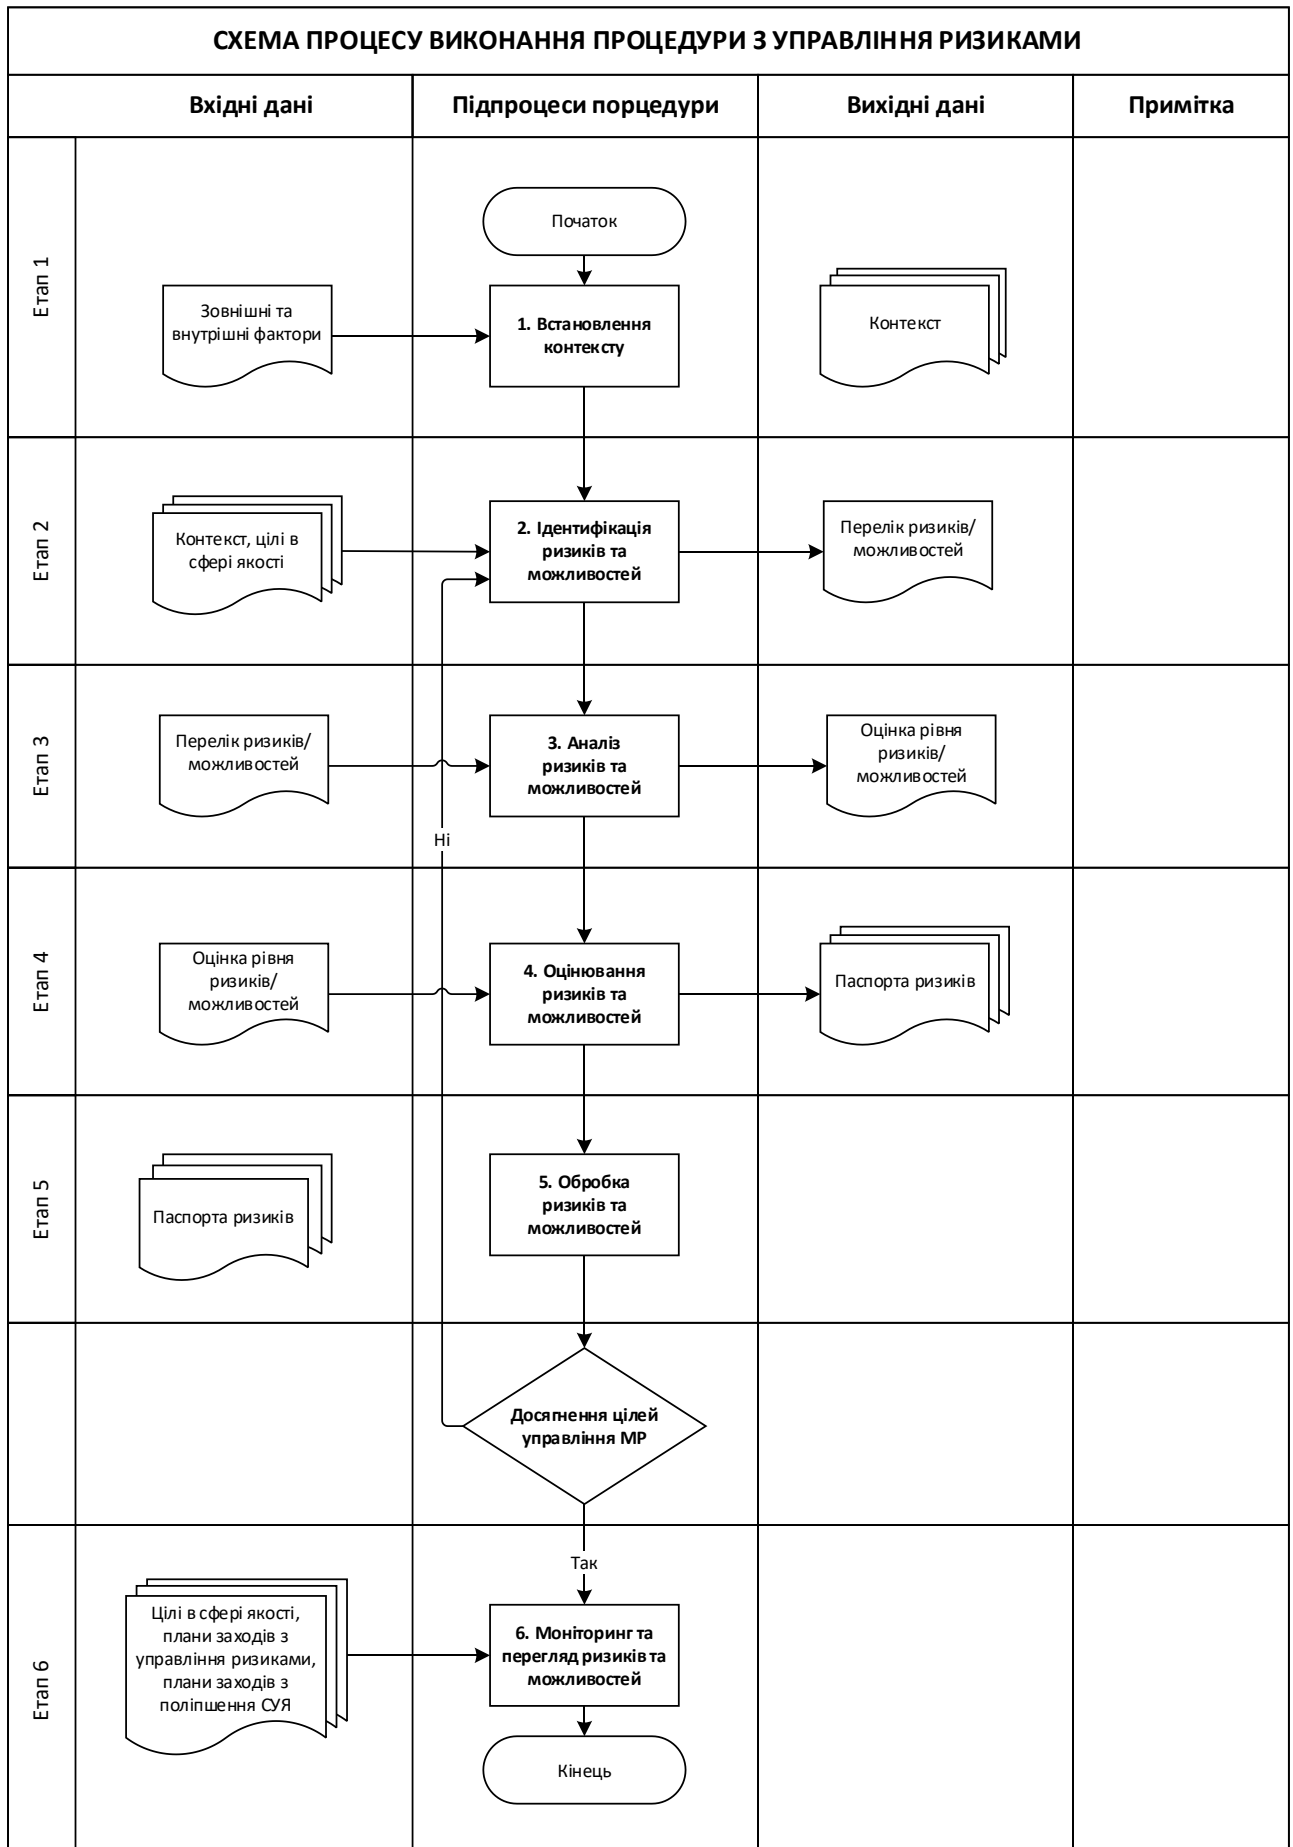 СХЕМА ПРОЦЕСУ ВИКОНАННЯ ПРОЦЕДУРИ З УПРАВЛІННЯ РИЗИКАМИ
Вхідні дані
Підпроцеси порцедури
Вихідні дані
Примітка
Етап 1
Початок
Зовнішні та
внутрішні фактори
1. Встановлення
контексту
Контекст
Етап 2
Контекст, цілі в
сфері якості
2. Ідентифікація
ризиків та
можливостей
Перелік ризиків/
можливостей
Етап 3
Перелік ризиків/
можливостей
3. Аналіз
ризиків та
можливостей
Оцінка рівня
ризиків/
можливостей
Ні
Етап 4
Оцінка рівня
ризиків/
можливостей
4. Оцінювання
ризиків та
можливостей
Паспорта ризиків
Етап 5
Паспорта ризиків
5. Обробка
ризиків та
можливостей
Досягнення цілей
управління МР
Так
Етап 6
Цілі в сфері якості,
плани заходів з
управління ризиками,
плани заходів з
поліпшення СУЯ
6. Моніторинг та
перегляд ризиків та
можливостей
Кінець